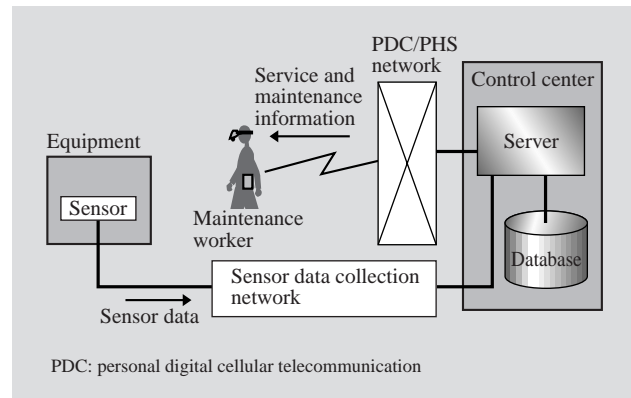 PDC/PHS
network
Control center
Service and
maintenance
information
Server
Equipment
Sensor
Maintenance
worker
Database
Sensor data collection
network
Sensor data
PDC: personal digital cellular telecommunication